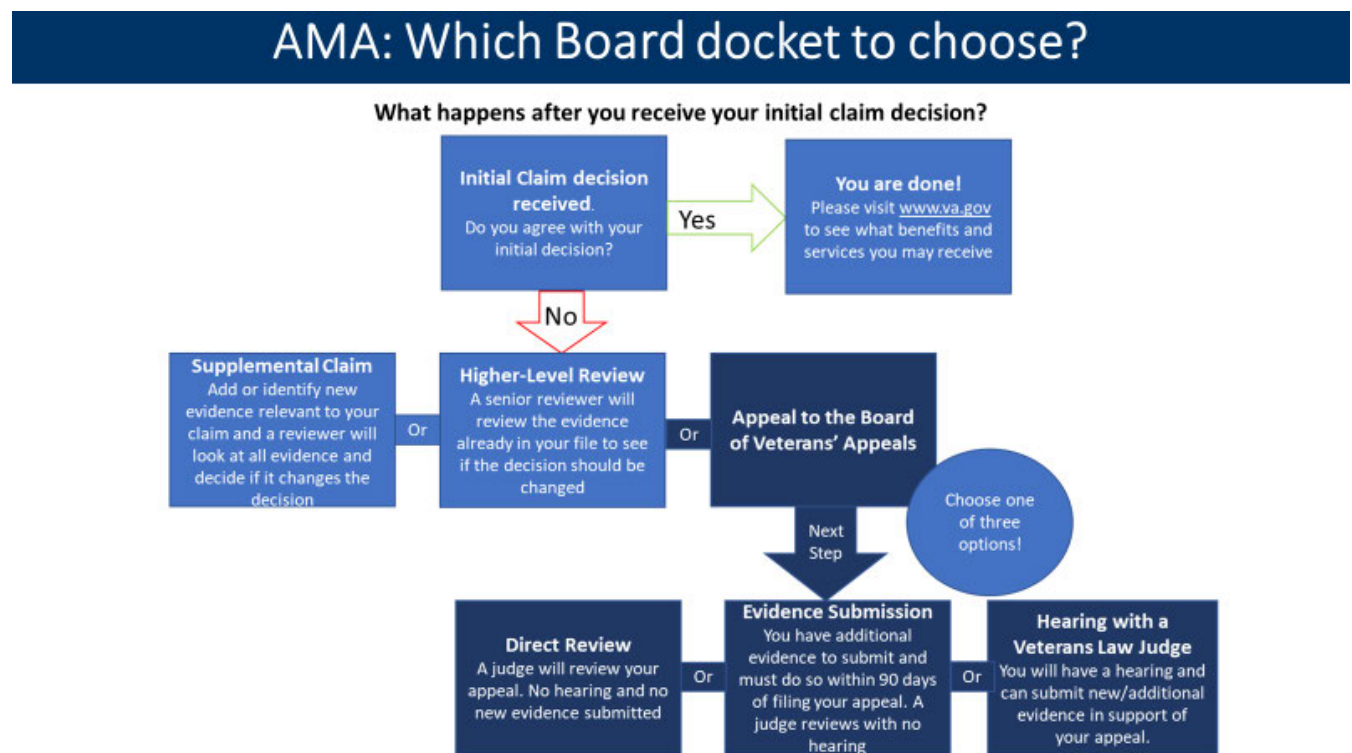 AMA: Which Board docket to choose?
What happens after you receive your initial claim decision?
Initial Claim decision
received.
Do you agree with your
initial decision?
Yes
You are done!
Please visit www.va.gov
to see what benefits and
services you may receive
No
Supplemental Claim
Add or identify new
evidence relevant to your
claim and a reviewer will
look at all evidence and
decide if it changes the
decision
Or
Higher-Level Review
A senior reviewer will
review the evidence
already in your file to see
if the decision should be
changed
Or
Appeal to the Board
of Veterans' Appeals
Choose one
of three
options!
Next
Step
Direct Review
A judge will review your
appeal. No hearing and no
new evidence submitted
Or
Evidence Submission
You have additional
evidence to submit and
must do so within 90 days
of filing your appeal. A
judge reviews with no
hearing
Or
Hearing with a
Veterans Law Judge
You will have a hearing and
can submit new/additional
evidence in support of
your appeal.